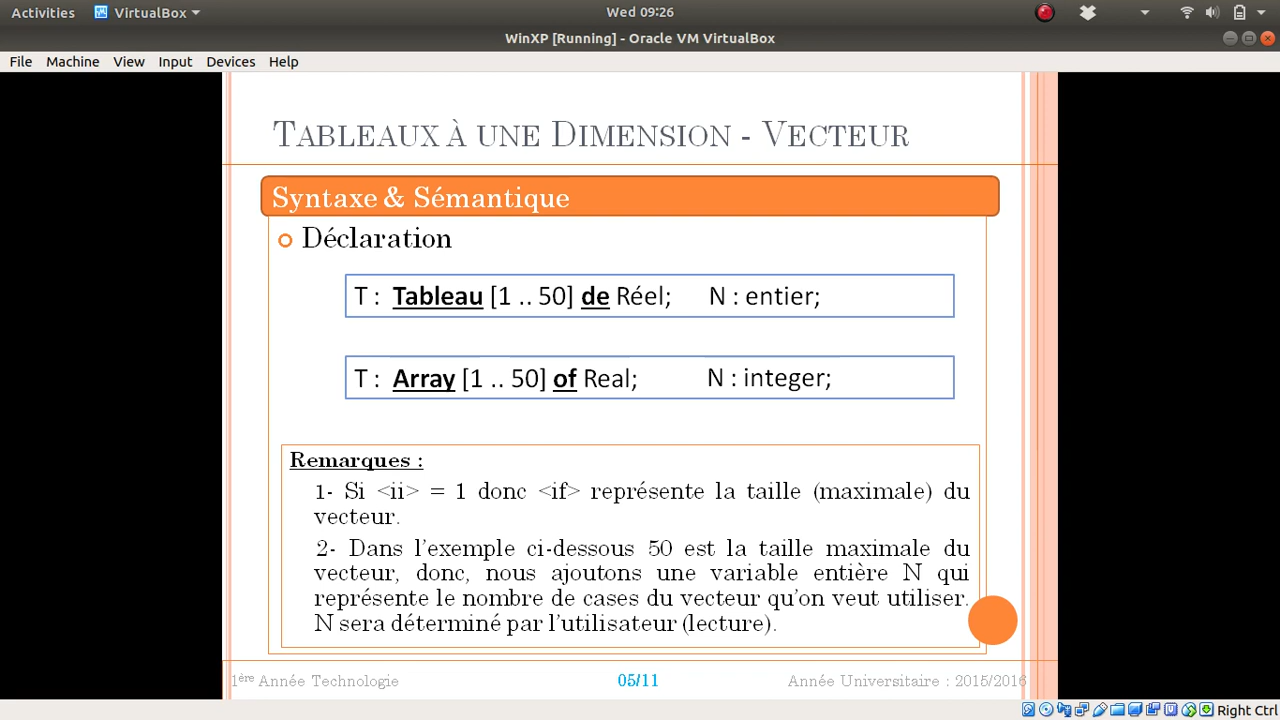 Activities VirtualBox Wed 09:26
WinXP [Running] - Oracle VM VirtualBox
File Machine View Input Devices Help
Tableaux à une Dimension - Vecteur
Syntaxe & Sémantique
Déclaration
T : Tableau [1 .. 50] de Réel; N : entier;
T : Array [1 .. 50] of Real; N : integer;
Remarques :
1- Si <ii> = 1 donc <if> représente la taille (maximale) du
vecteur.
2- Dans l'exemple ci-dessous 50 est la taille maximale du
vecteur, donc, nous ajoutons une variable entière N qui
représente le nombre de cases du vecteur qu'on veut utiliser.
N sera déterminé par l'utilisateur (lecture).
1ère Année Technologie 05/11 Année Universitaire : 2015/2016
Right Ctrl